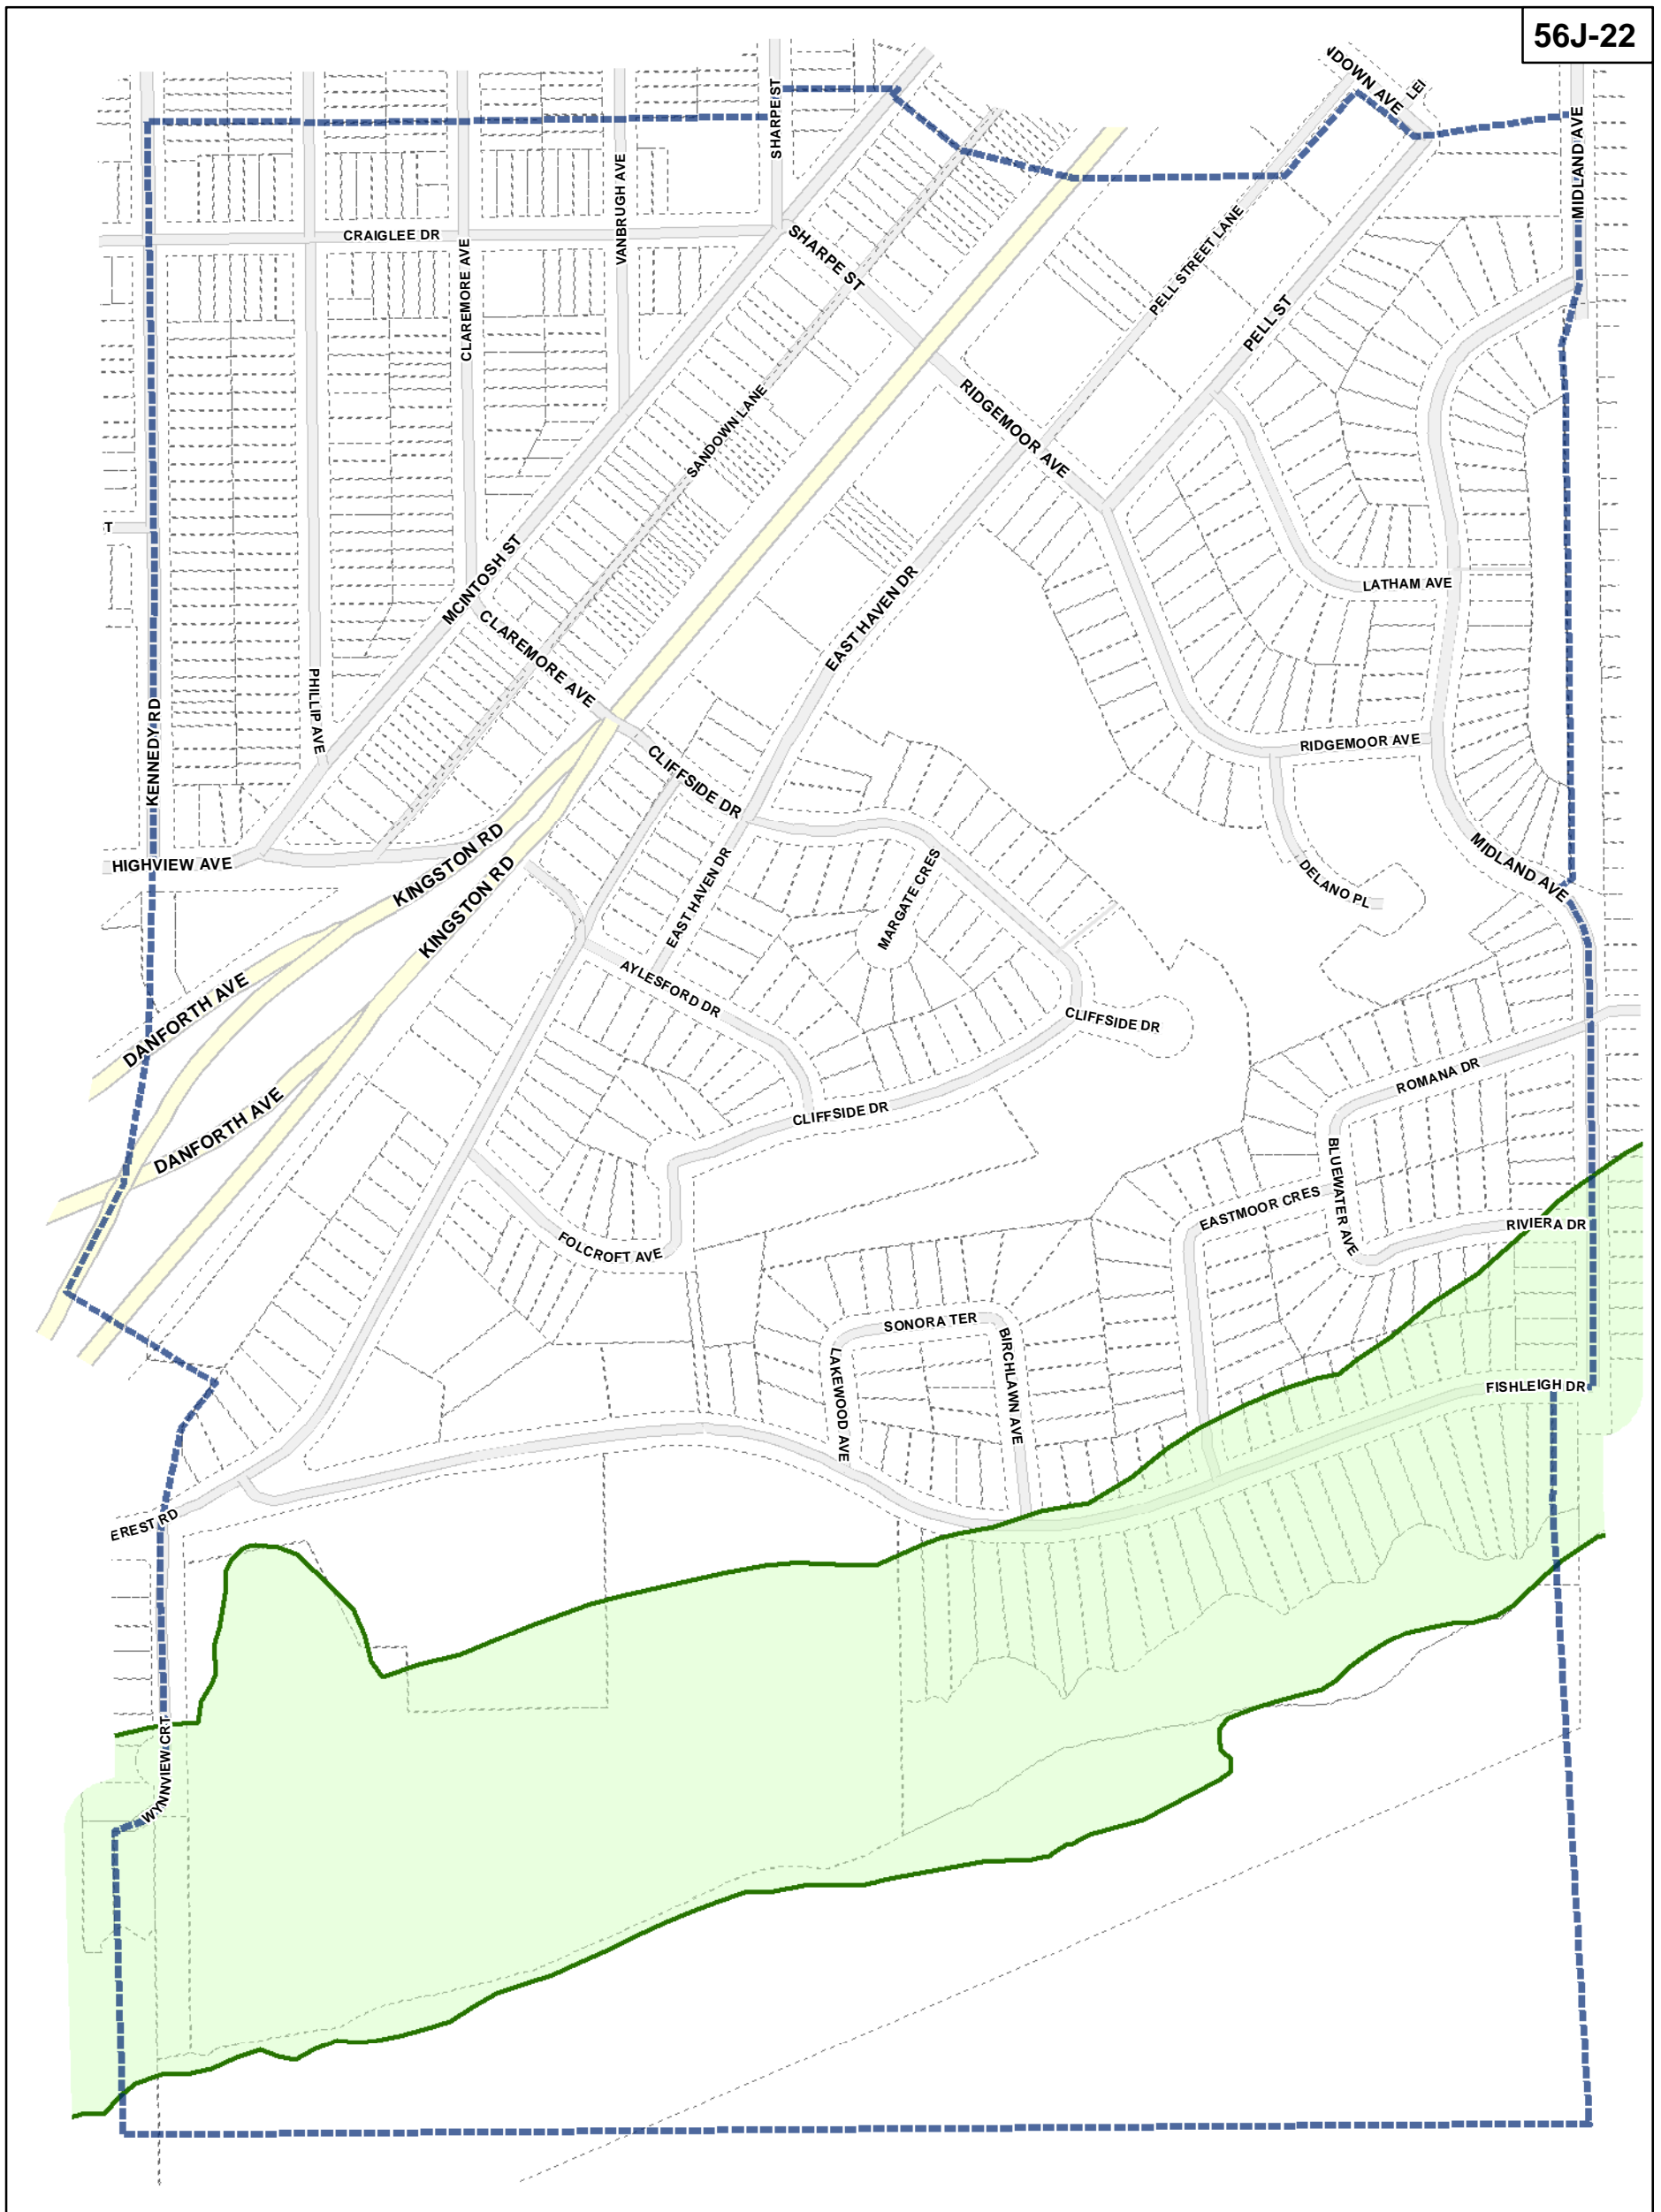 56J-22
NDOWN AVE
LEI
SHARPE ST
MIDLAND AVE
VANBRUGH AVE
CRAIGLEE DR
SHARPE ST
PELL STREET LANE
CLAREMORE AVE
PELL ST
SANDOWN LANE
RIDGEMOOR AVE
T
MCINTOSH ST
LATHAM AVE
EAST HAVEN DR
CLAREMORE AVE
PHILLIP AVE
KENNEDY RD
RIDGEMOOR AVE
CLIFFSIDE DR
HIGHVIEW AVE
KINGSTON RD
KINGSTON RD
EAST HAVEN DR
MARGATE CRES
DELANO PL
MIDLAND AVE
AYLESFORD DR
DANFORTH AVE
CLIFFSIDE DR
ROMANA DR
DANFORTH AVE
CLIFFSIDE DR
BLUEWATER AVE
EASTMOOR CRES
RIVIERA DR
FOLCROFT AVE
SONORA TER
LAKEWOOD AVE
BIRCHLAWN AVE
FISHLEIGH DR
EREST RD
WYNNVIEW CRT